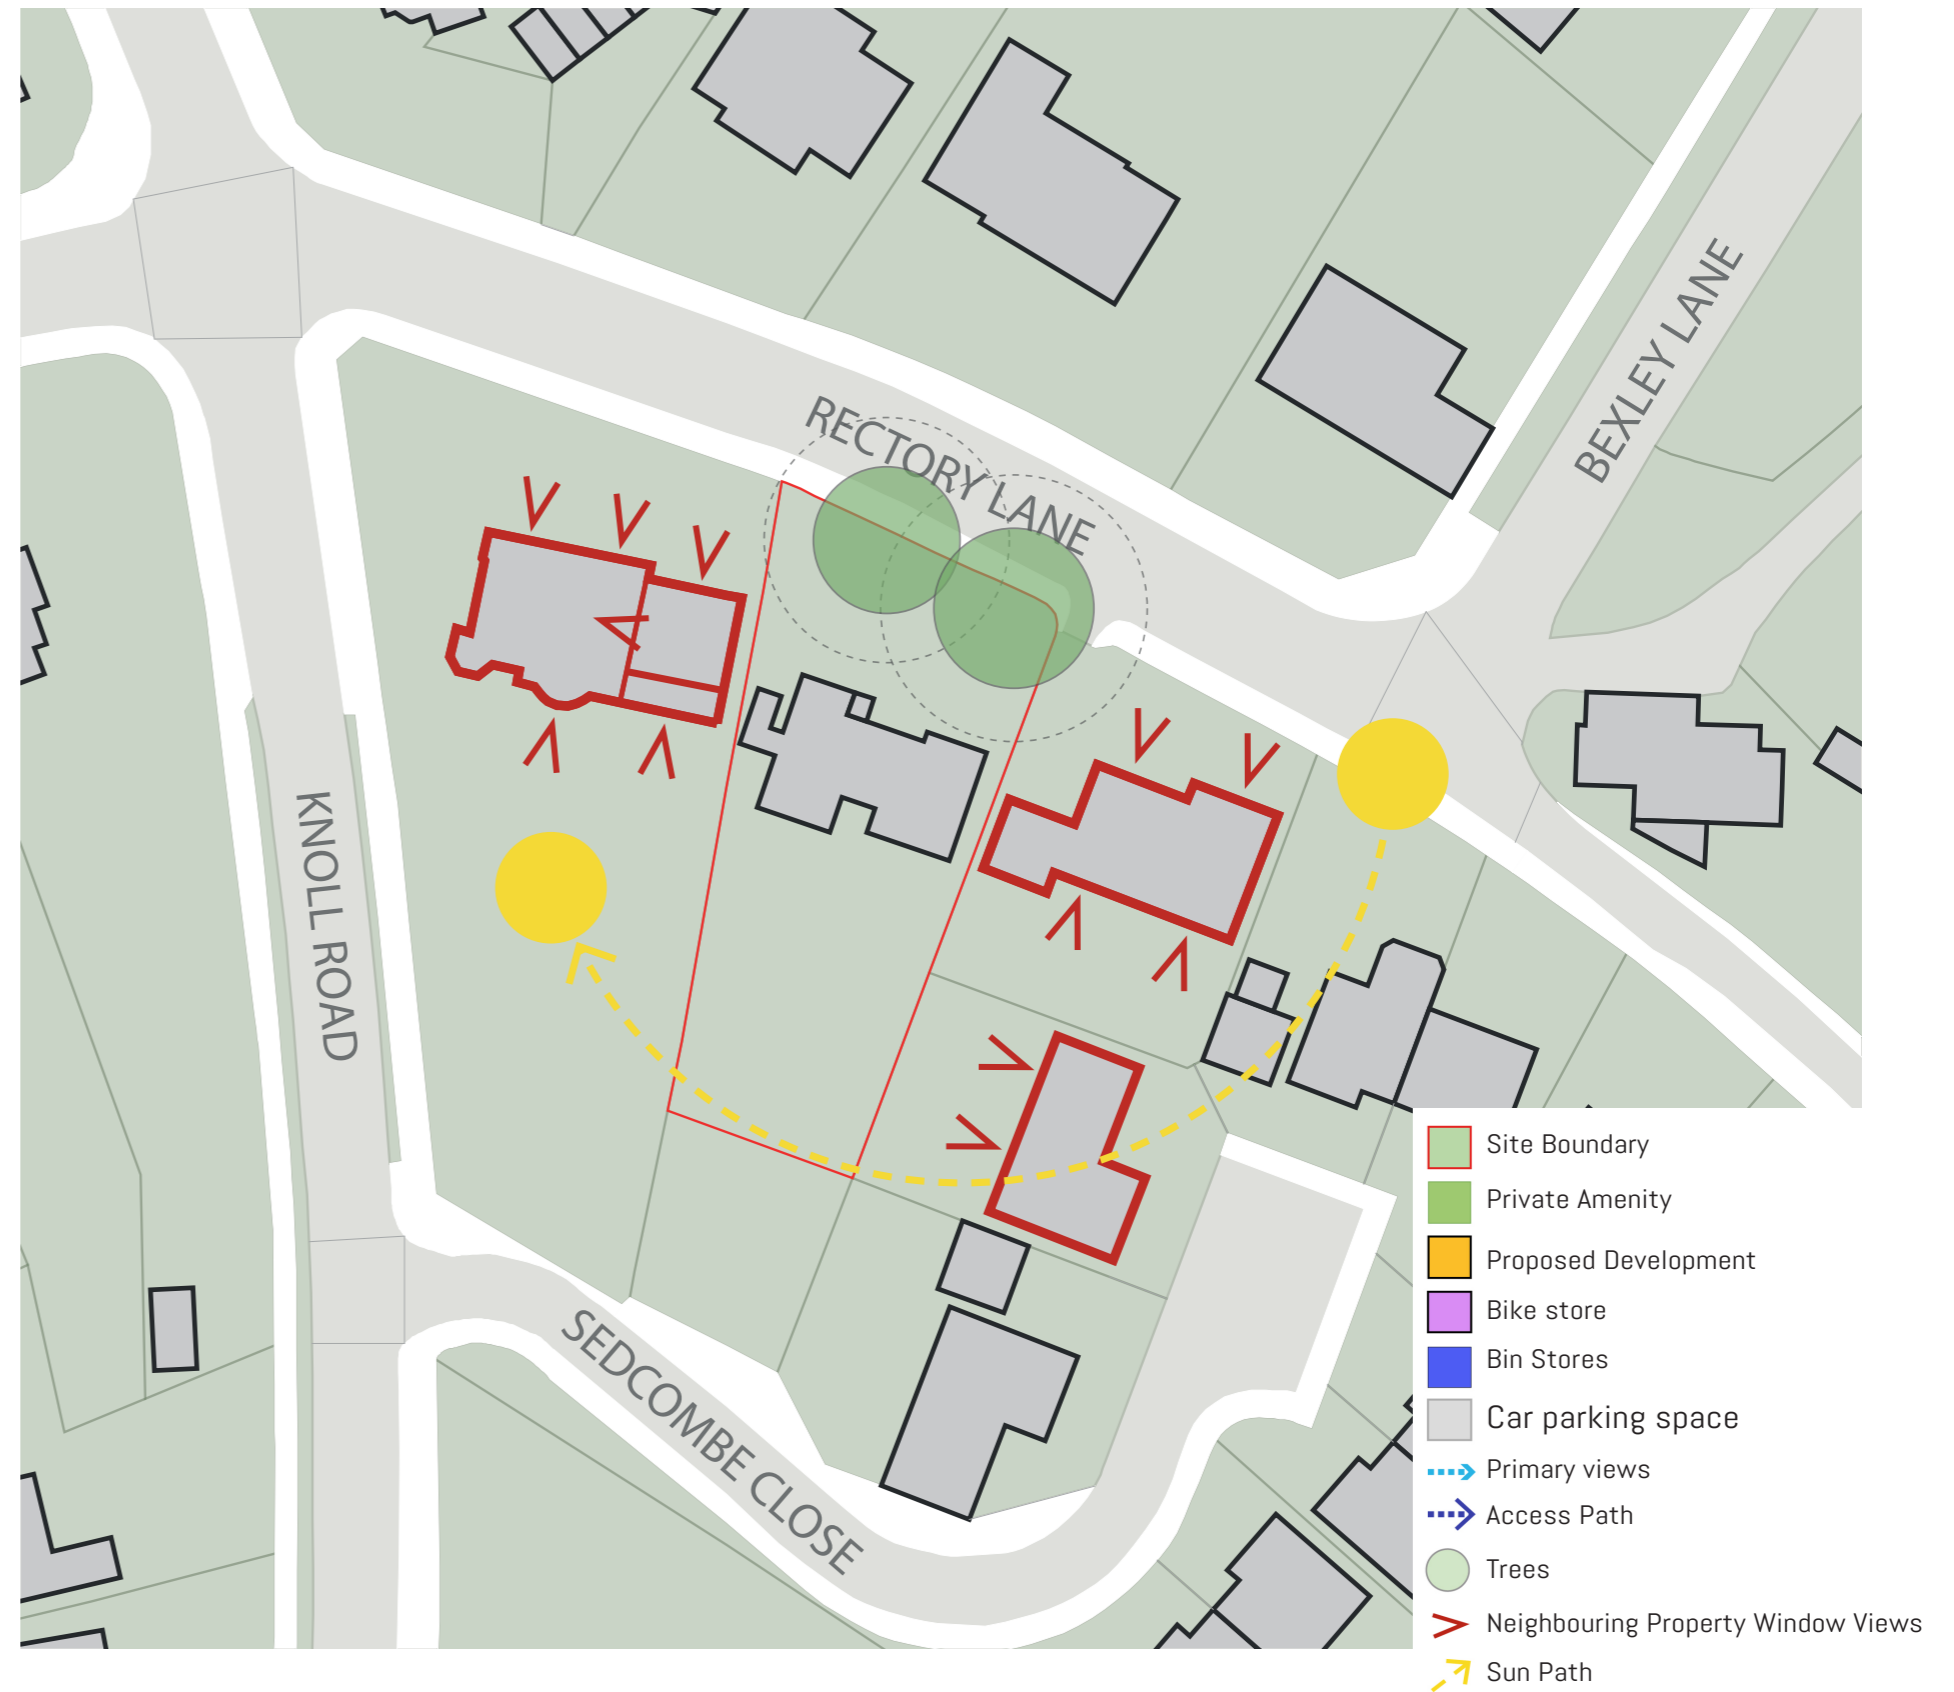 BEXLEY LANE
RECTORY LANE
KNOLL ROAD
SEDCOMBE CLOSE
Site Boundary
Private Amenity
Proposed Development
Bike store
Bin Stores
Car parking space
Primary views
Access Path
Trees
Neighbouring Property Window Views
Sun Path